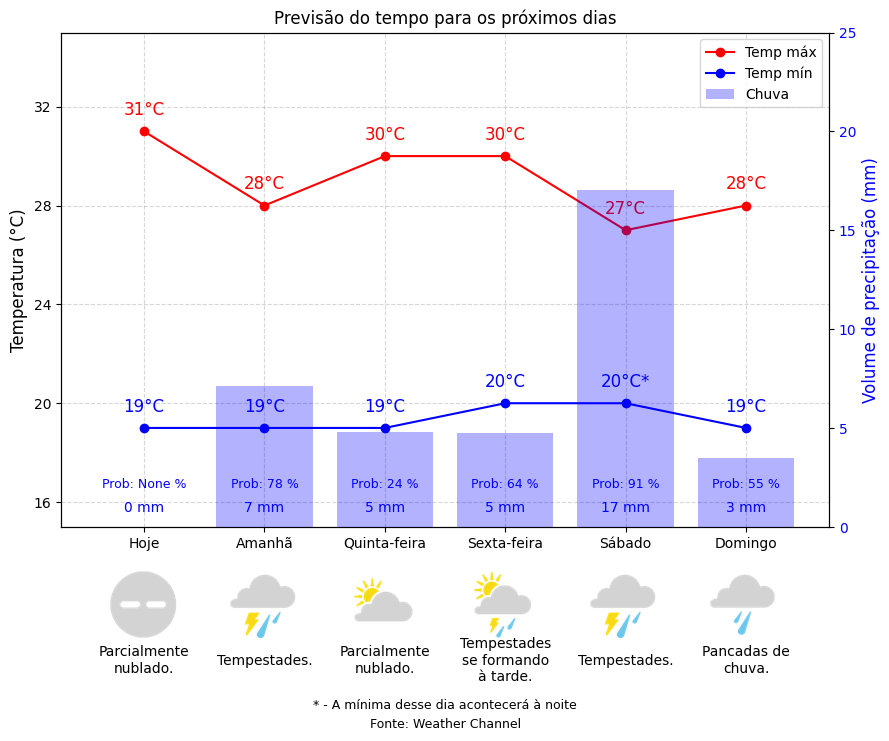 Previsão do tempo para os próximos dias
Temp máx
Temp mín
Chuva
Temperatura (°C)
Volume de precipitação (mm)
32
28
24
20
16
25
20
15
10
5
0
31°C
28°C
30°C
30°C
27°C
28°C
19°C
19°C
19°C
20°C
20°C*
19°C
Prob: None %
Prob: 78 %
Prob: 24 %
Prob: 64 %
Prob: 91 %
Prob: 55 %
0 mm
7 mm
5 mm
5 mm
17 mm
3 mm
Hoje
Amanhã
Quinta-feira
Sexta-feira
Sábado
Domingo
Parcialmente
nublado.
Tempestades.
Parcialmente
nublado.
Tempestades
se formando
à tarde.
Tempestades.
Pancadas de
chuva.
* - A mínima desse dia acontecerá à noite
Fonte: Weather Channel